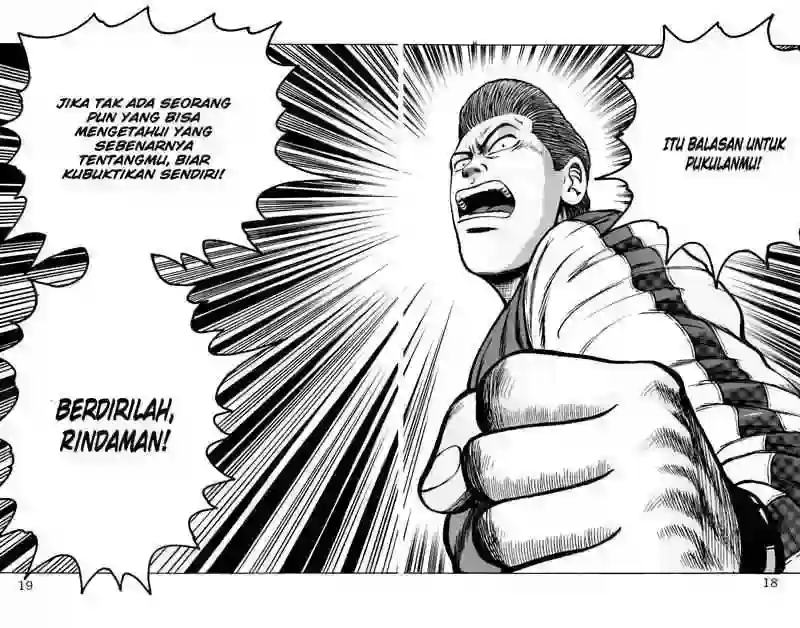 ITU BALASAN UNTUK
PUKULANMU!
JIKA TAK ADA SEORANG
PUN YANG BISA
MENGETAHUI YANG
SEBENARNYA
TENTANGMU, BIAR
KUBUKTIKAN SENDIRI!
BERDIRILAH,
RINDAMAN!
18
19